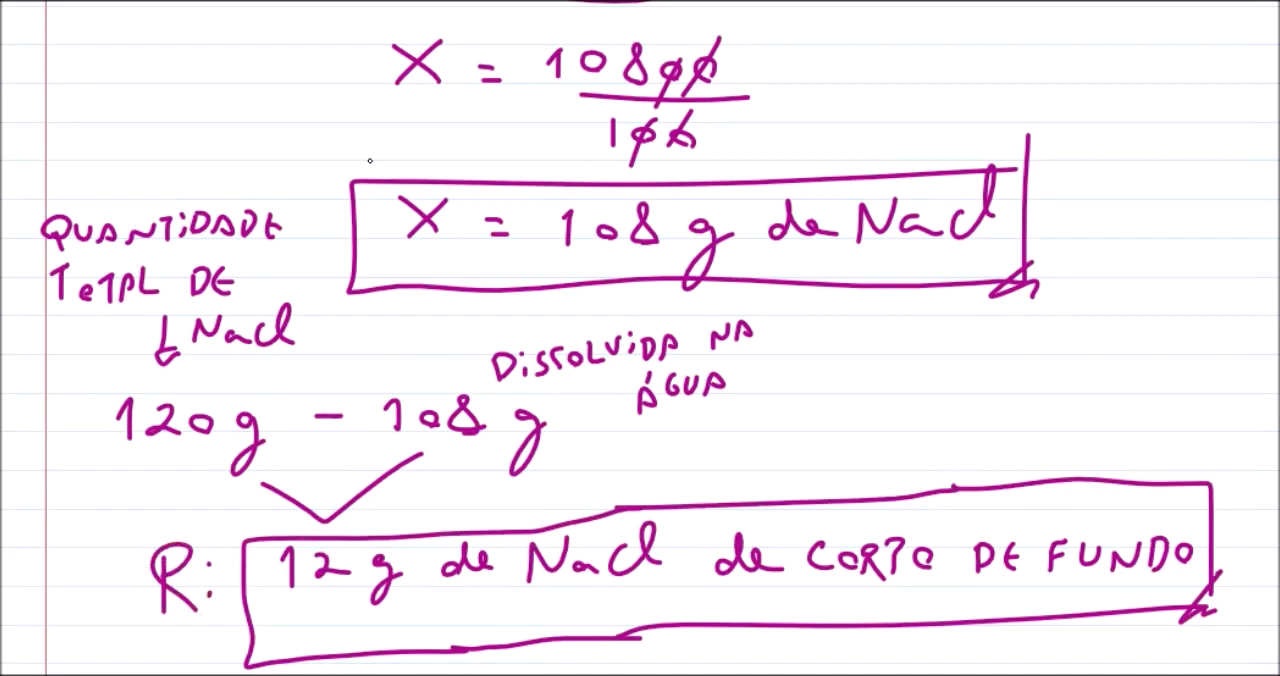 X = 10800
100
X = 108 g de NaCl
QUANTIDADE
TOTAL DE
NaCl
DISSOLVIDA NA
ÁGUA
120g - 108 g
R: 12 g de NaCl de CORPO DE FUNDO